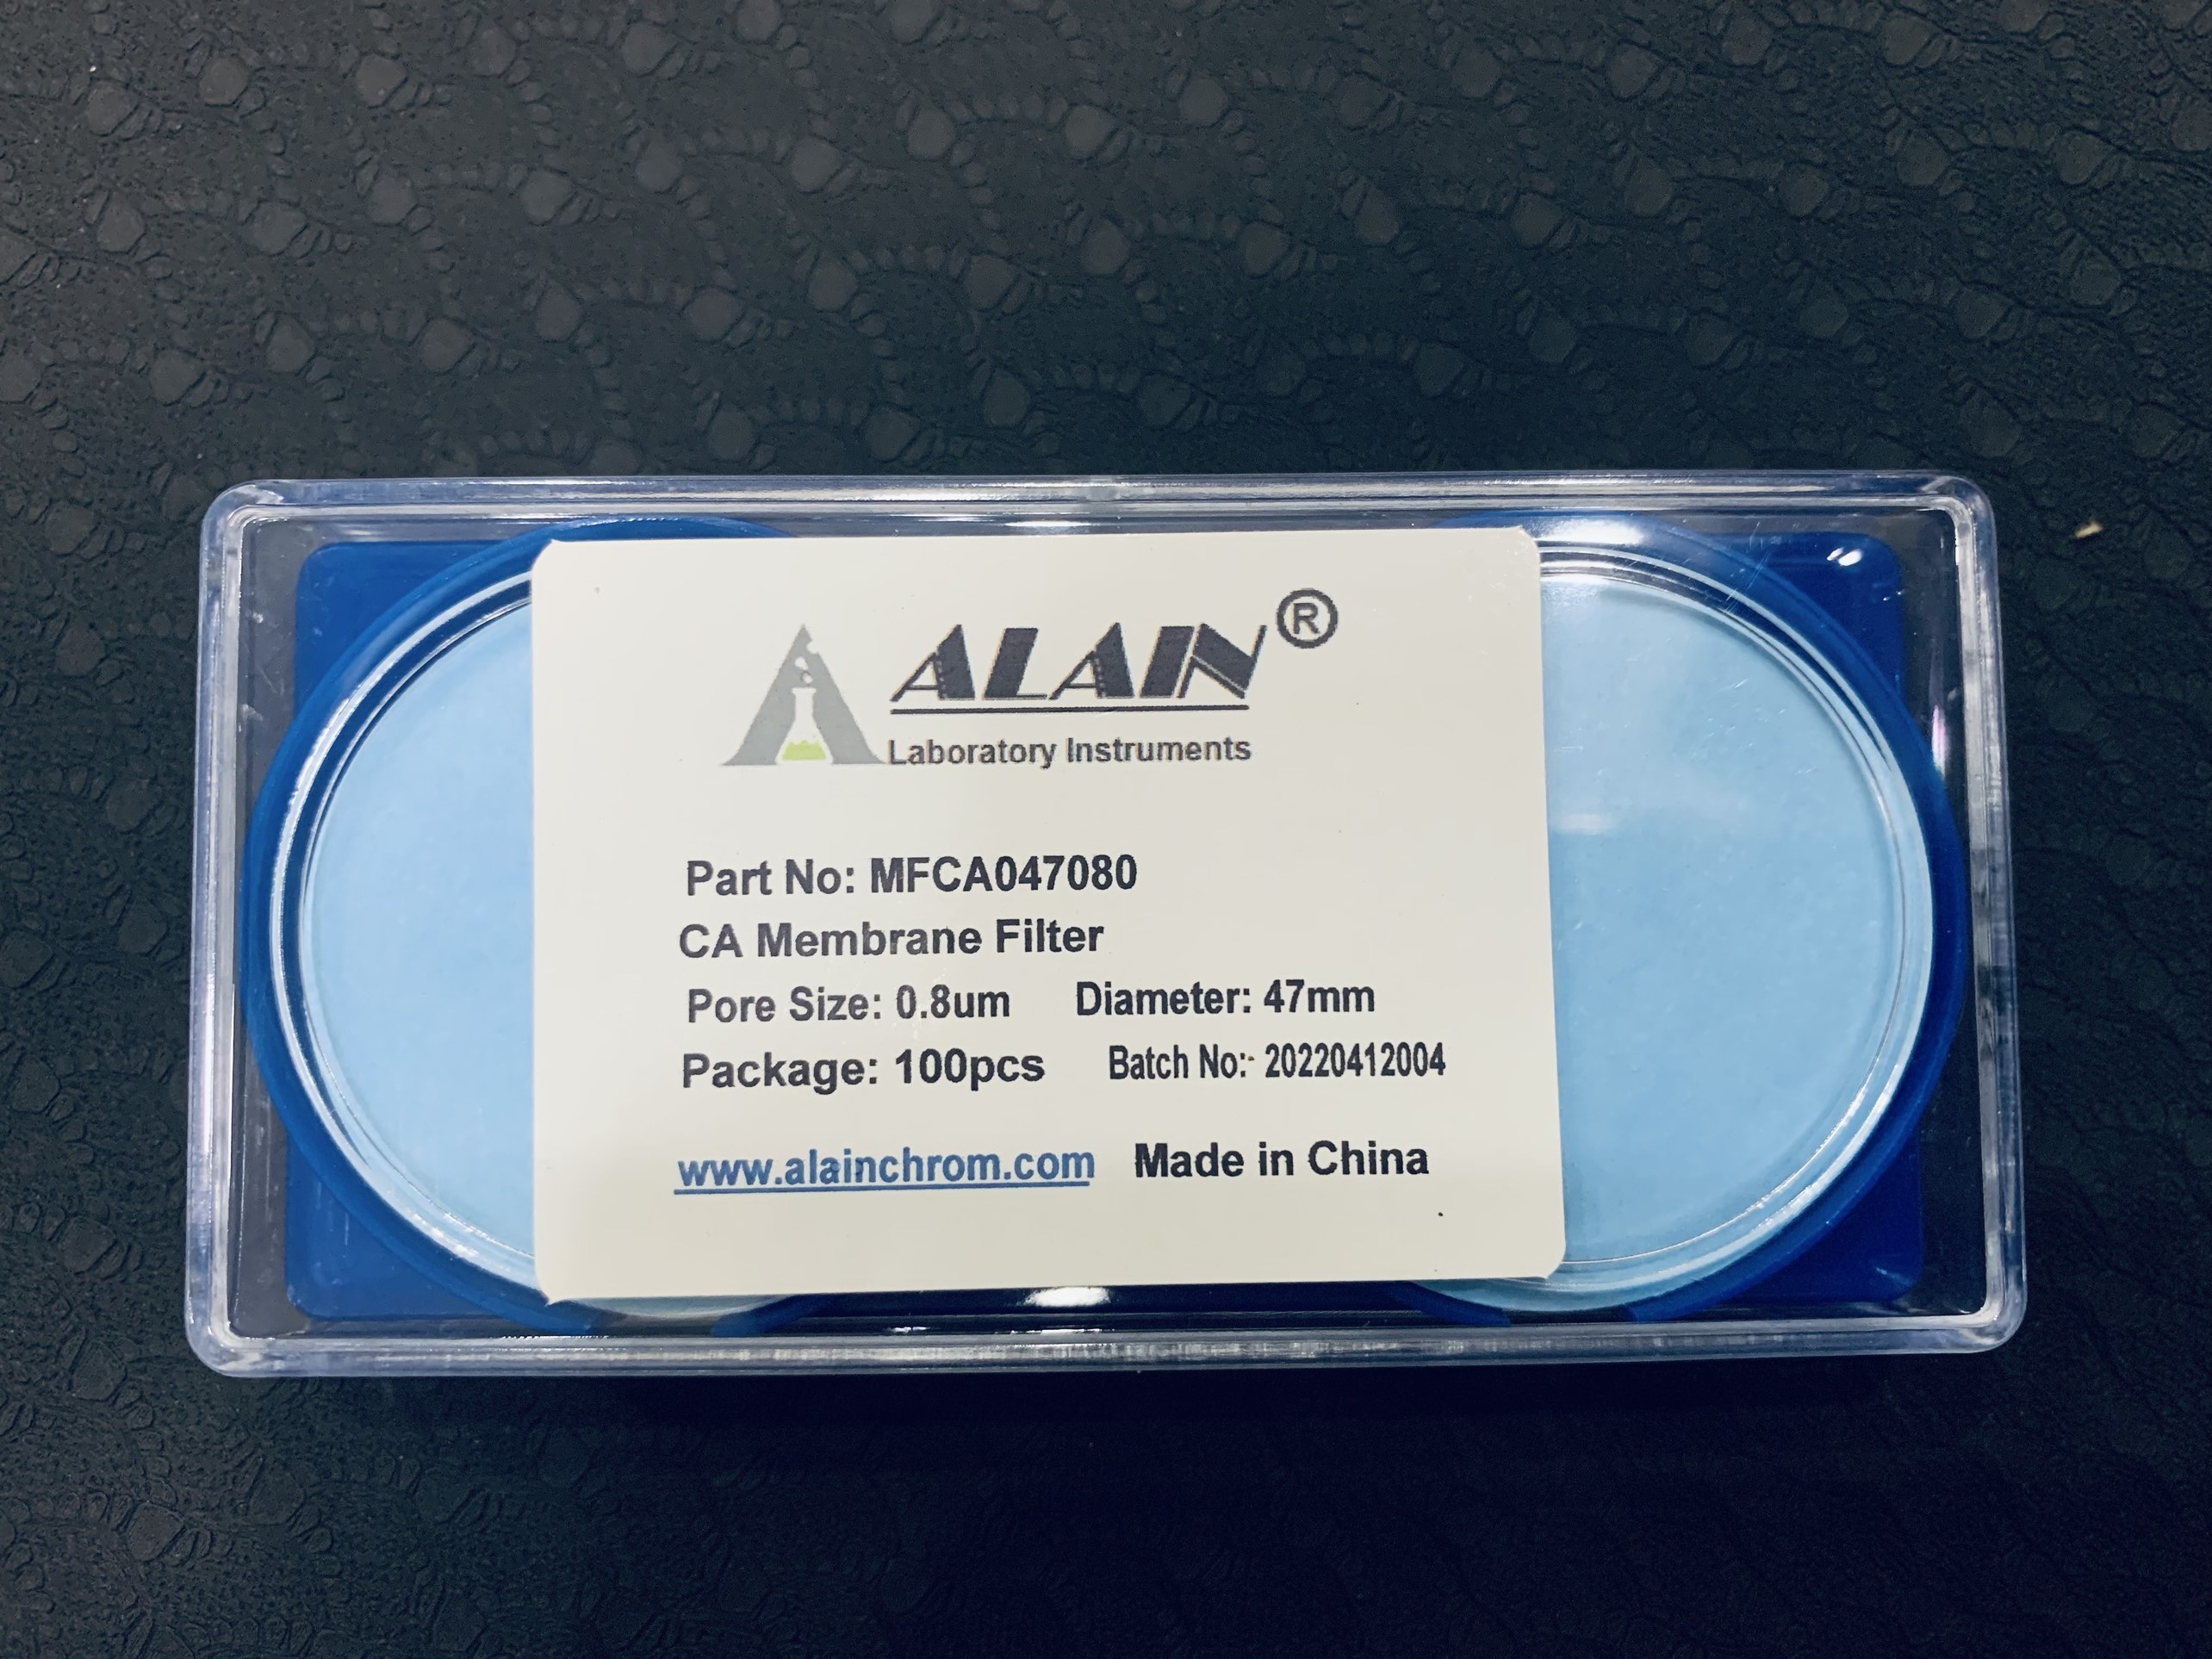 ALAIN®
Laboratory Instruments
Part No: MFCA047080
CA Membrane Filter
Pore Size: 0.8um Diameter: 47mm
Package: 100pcs Batch No: 20220412004
www.alainchrom.com Made in China